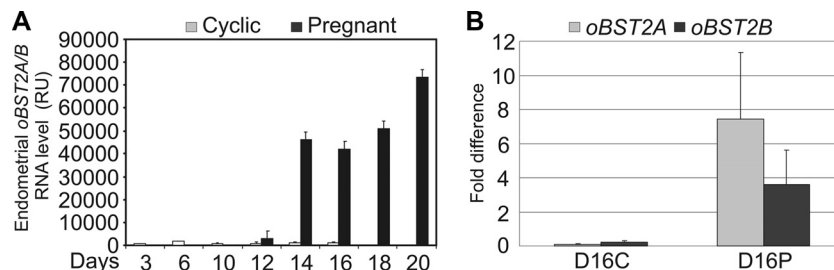 A
Cyclic Pregnant
Endometrial oBST2A/B
RNA level (RU)
90000
80000
70000
60000
50000
40000
30000
20000
10000
0
Days 3 6 10 12 14 16 18 20
B
oBST2A oBST2B
Fold difference
12
10
8
6
4
2
0
D16C D16P